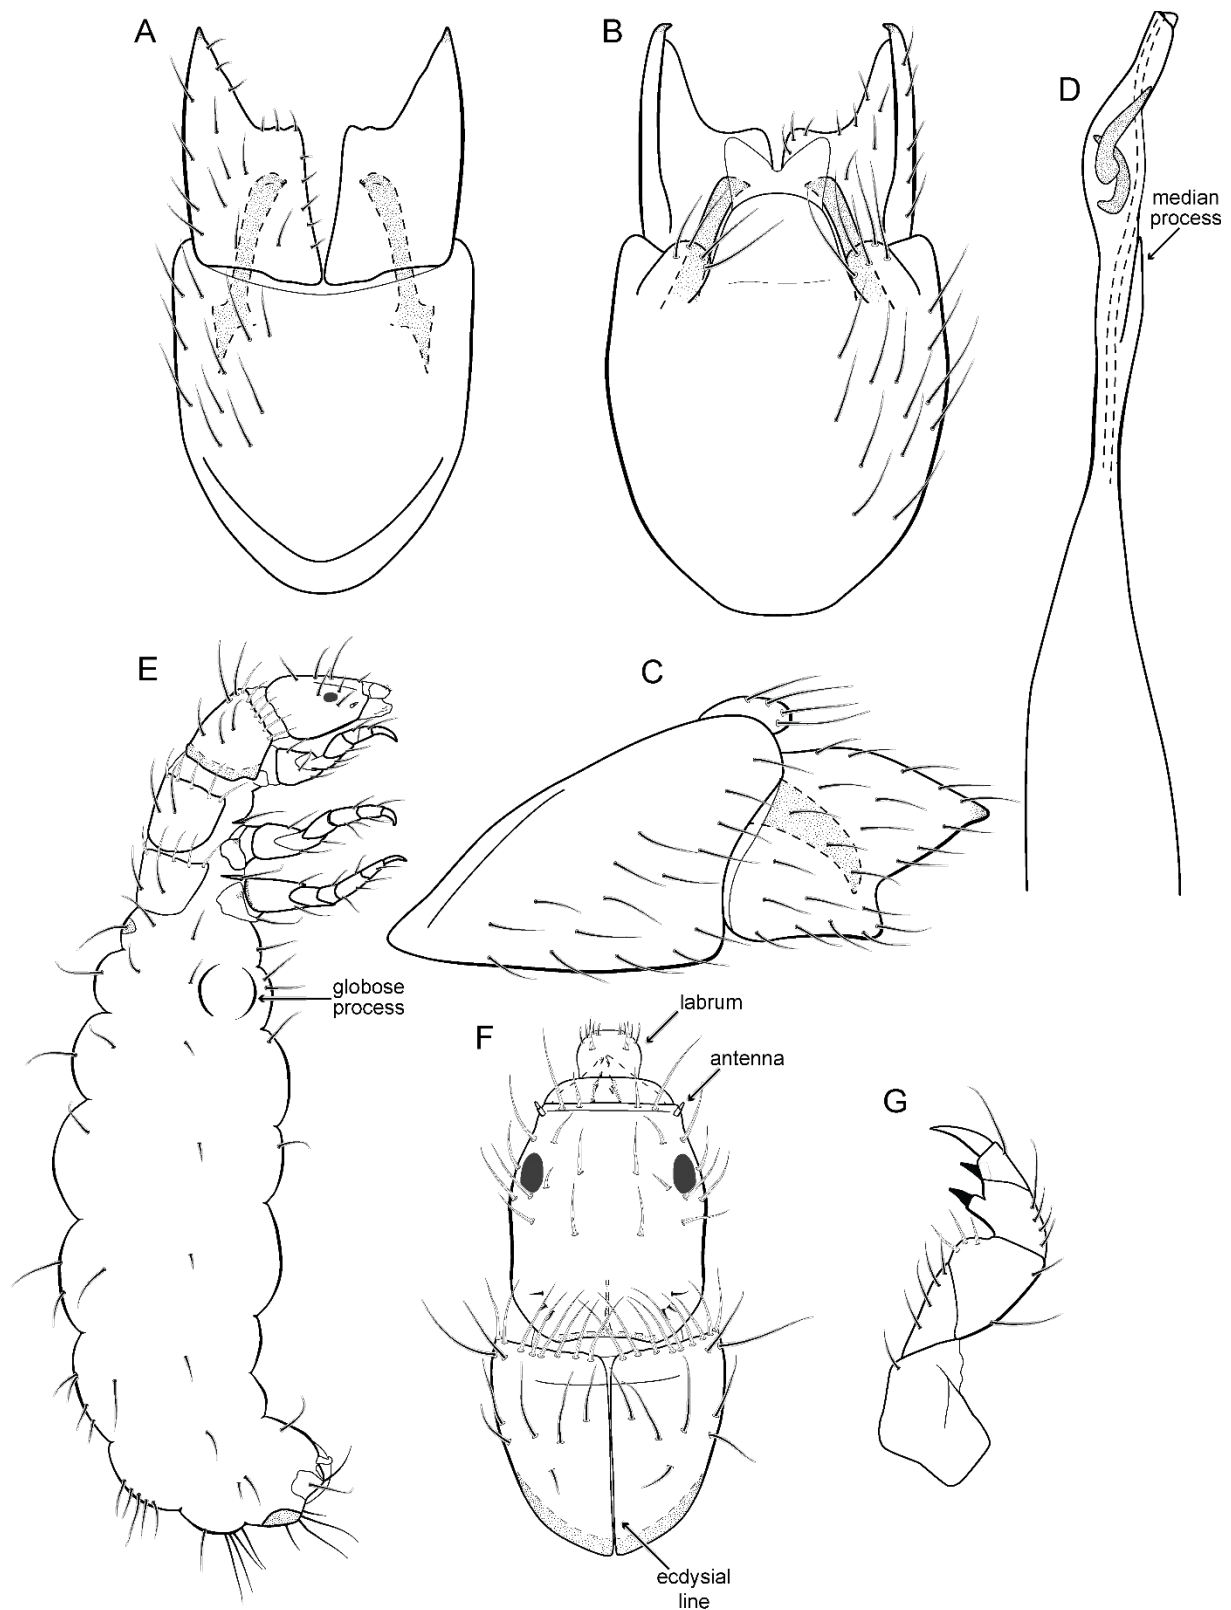 A
B
D
median
process
E
C
globose
process
labrum
F
antenna
G
ecdysial
line